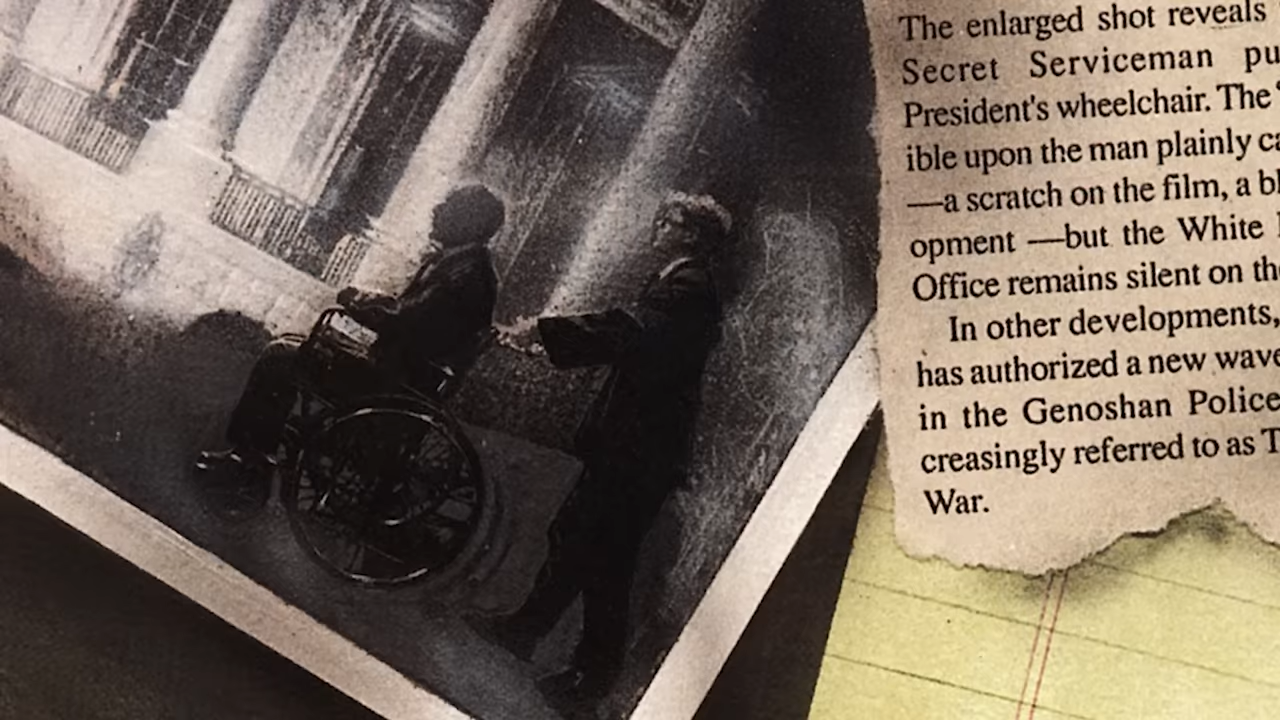 The enlarged shot reveals
Secret Serviceman
President's wheelchair. The
upon the man plainly
—a scratch on the film, a
opment —but the White
Office remains silent on
In other developments,
has authorized a new wave
in the Genoshan Police
creasingly referred to as
War.